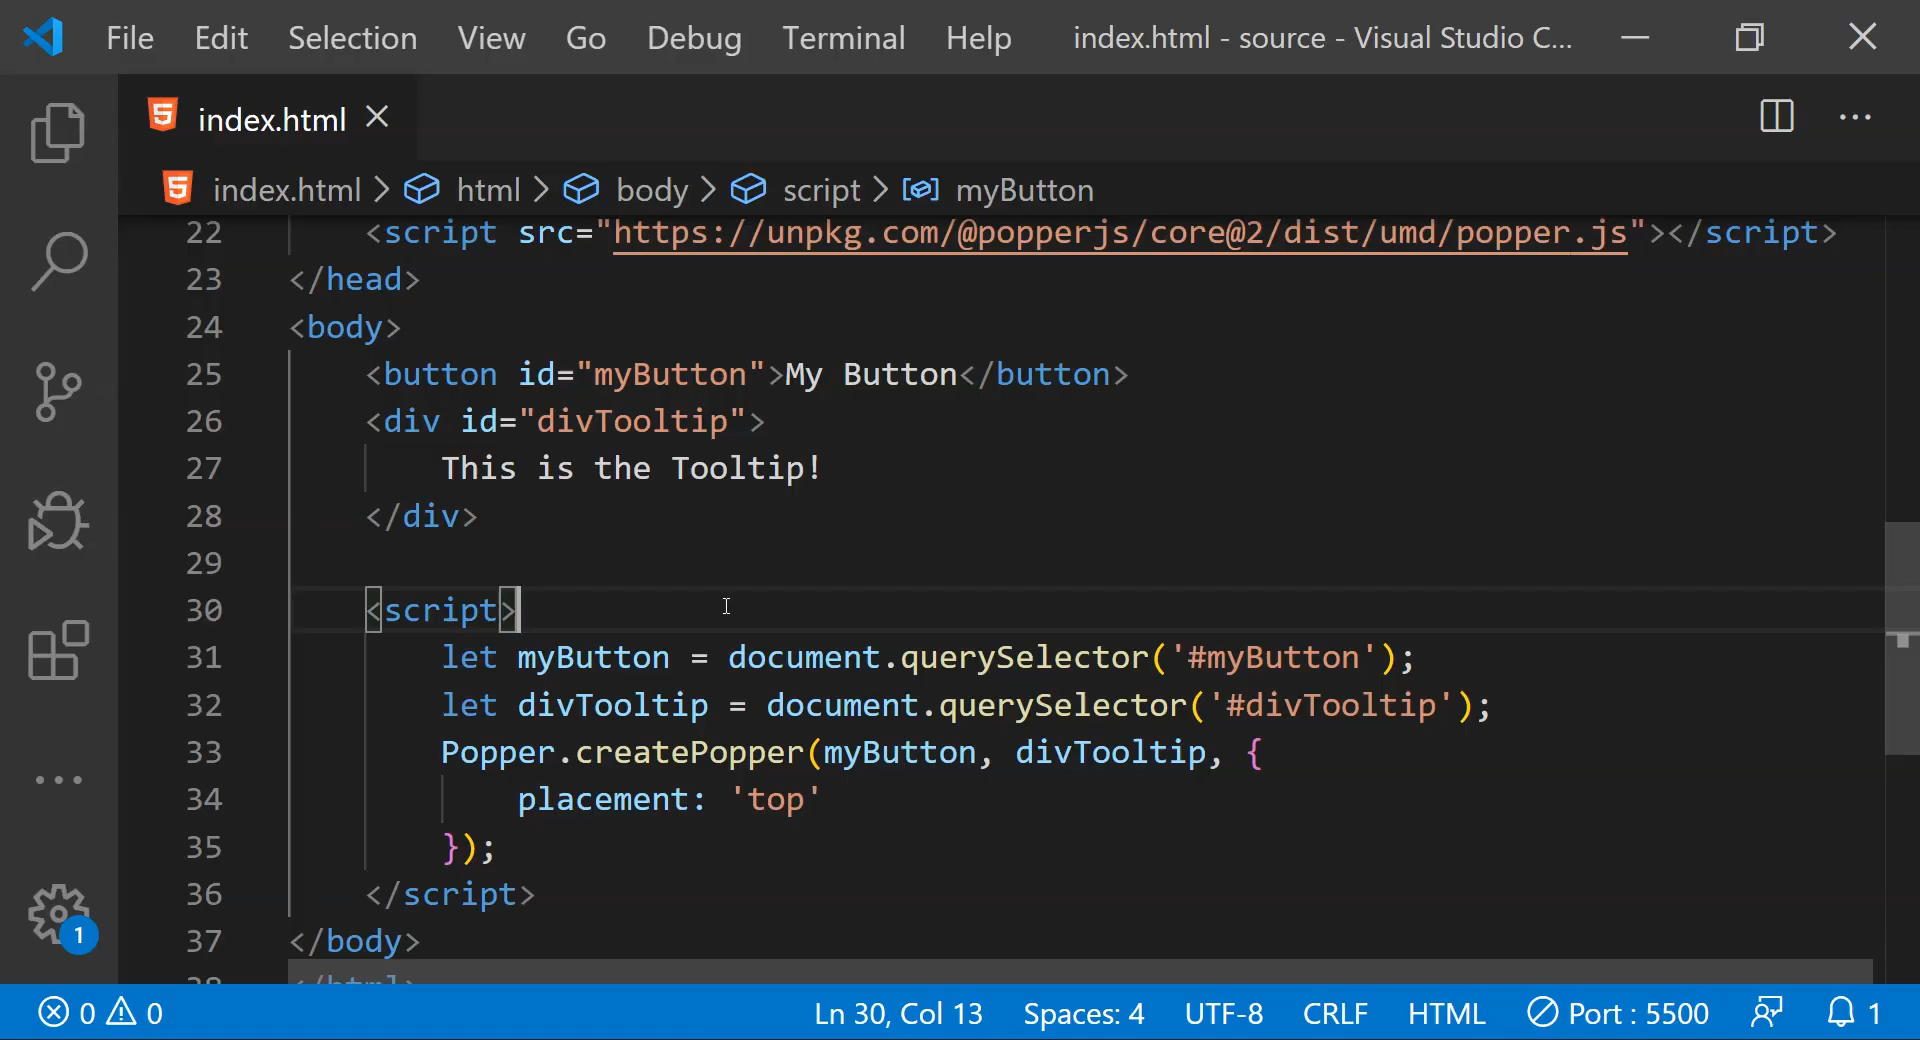 File Edit Selection View Go Debug Terminal Help index.html - source - Visual Studio C...
index.html
index.html > html > body > script > myButton
22 <script src="https://unpkg.com/@popperjs/core@2/dist/umd/popper.js"></script>
23 </head>
24 <body>
25 <button id="myButton">My Button</button>
26 <div id="divTooltip">
27 This is the Tooltip!
28 </div>
29
30 <script>
31 let myButton = document.querySelector('#myButton');
32 let divTooltip = document.querySelector('#divTooltip');
33 Popper.createPopper(myButton, divTooltip, {
34 placement: 'top'
35 });
36 </script>
37 </body>
38 </html>
1
0 0 Ln 30, Col 13 Spaces: 4 UTF-8 CRLF HTML Port : 5500 1